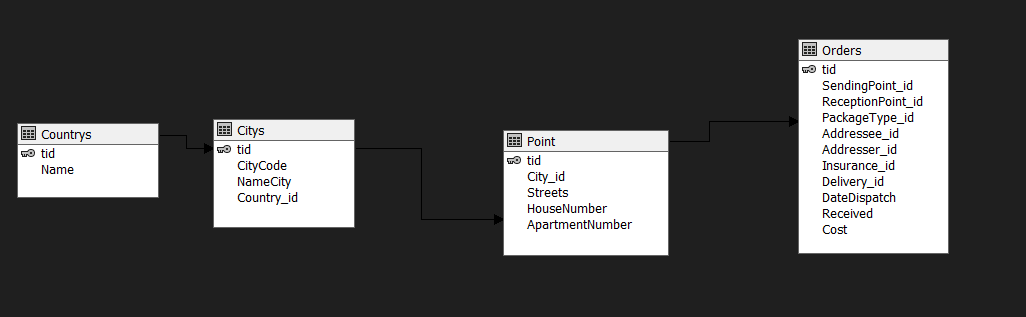 Countrys
tid
Name
Citys
tid
CityCode
NameCity
Country_id
Point
tid
City_id
Streets
HouseNumber
ApartmentNumber
Orders
tid
SendingPoint_id
ReceptionPoint_id
PackageType_id
Addressee_id
Addresser_id
Insurance_id
Delivery_id
DateDispatch
Received
Cost